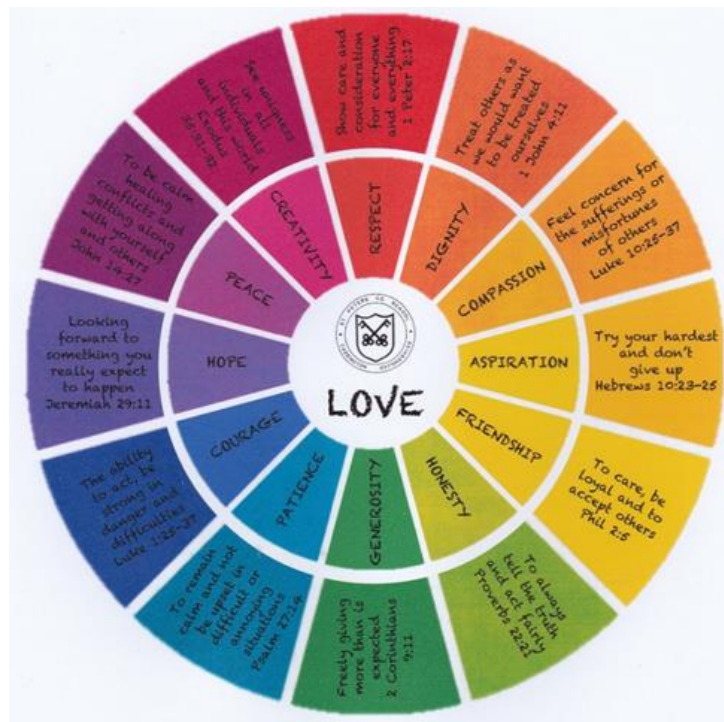 LOVE
RESPECT
Show care and
consideration
for everyone
and everything
1 Peter 2:17
DIGNITY
Treat others as
we would want
to be treated
ourselves
1 John 4:11
COMPASSION
Feel concern for
the sufferings or
misfortunes
of others
Luke 10:25-37
ASPIRATION
Try your hardest
and don't
give up
Hebrews 10:23-25
FRIENDSHIP
To care, be
loyal and to
accept others
Phil 2:5
HONESTY
To always
tell the truth
and act fairly
Proverbs 22:21
GENEROSITY
Freely giving
more than is
expected
2 Corinthians
9:11
PATIENCE
To remain
calm and not
be upset in
difficult or
annoying
situations
Psalm 27:14
COURAGE
The ability
to act, be
strong in
danger and
difficulties
Luke
HOPE
Looking
forward to
something you
really expect
to happen
Jeremiah 29:11
PEACE
To be calm
healing
conflicts and
getting along
with yourself
and others
John 14:27
CREATIVITY
See uniqueness
in all
individuals
and this world
Exodus